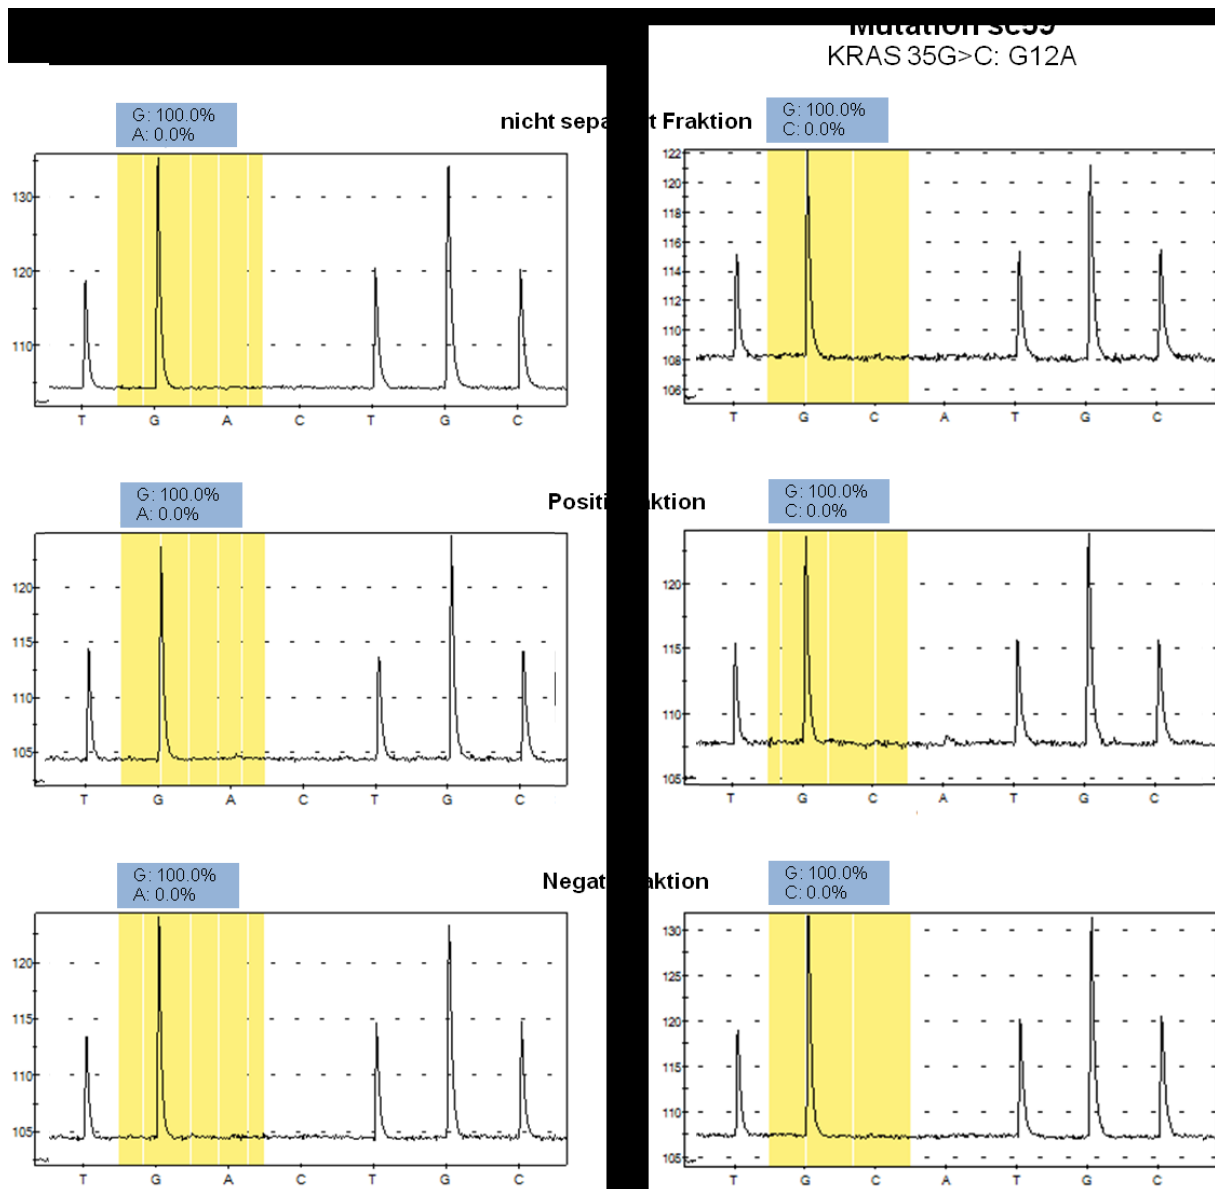 Mutation se59
KRAS 35G>C: G12A
nicht sepa t Fraktion
G: 100.0%
A: 0.0%
130
120
110
T G A C T G C
G: 100.0%
C: 0.0%
122
120
118
116
114
112
110
108
106
T G C A T G C
Positi aktion
G: 100.0%
A: 0.0%
120
115
110
105
T G A C T G C
G: 100.0%
C: 0.0%
120
115
110
105
T G C A T G C
Negat aktion
G: 100.0%
A: 0.0%
120
115
110
105
T G A C T G C
G: 100.0%
C: 0.0%
130
125
120
115
110
105
T G C A T G C